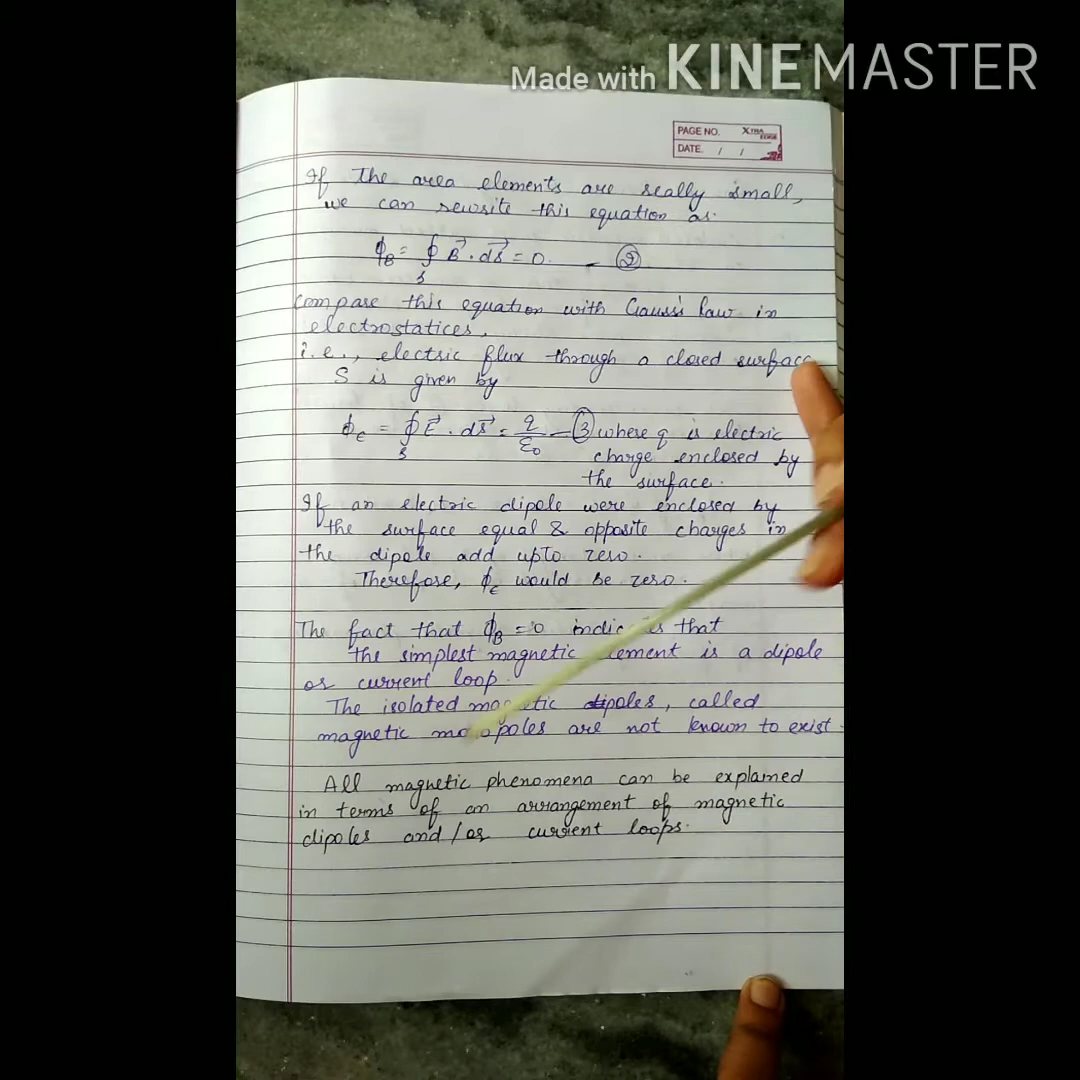 Made with KINEMASTER
PAGE NO.
XTRA EDGE
DATE. / /
If The area elements are really small,
we can rewrite this equation as.
ϕB = ∮S B⃗ . ds⃗ = 0. - ②
Compare this equation with Gauss's Law in
electrostatices.
i.e., electric flux through a closed surface
S is given by
ϕE = ∮S E⃗ . ds⃗ = q/ε0 - ③ where q is electric
charge enclosed by
the surface.
If an electric dipole were enclosed by
the surface equal & opposite charges in
the dipole add upto zero.
Therefore, ϕE would be zero.
The fact that ϕB = 0 that
the simplest magnetic is a dipole
or current loop.
The isolated poles, called
magnetic are not known to exist.
All magnetic phenomena can be explained
in terms of an arrangement of magnetic
dipoles and/or current loops.